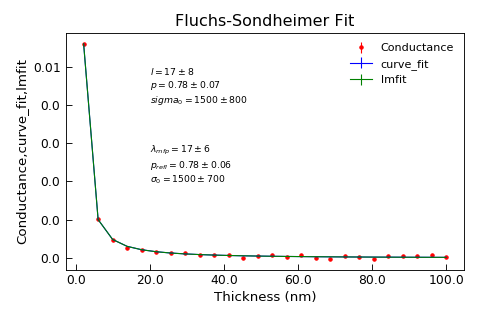 Fluchs-Sondheimer Fit
Conductance,curve_fit,lmfit
0.01
0.0
0.0
0.0
0.0
0.0
l = 17 ± 8
p = 0.78 ± 0.07
sigma₀ = 1500 ± 800
λₘfₚ = 17 ± 6
pᵣₑfₗ = 0.78 ± 0.06
σ₀ = 1500 ± 700
Conductance
curve_fit
lmfit
0.0 20.0 40.0 60.0 80.0 100.0
Thickness (nm)